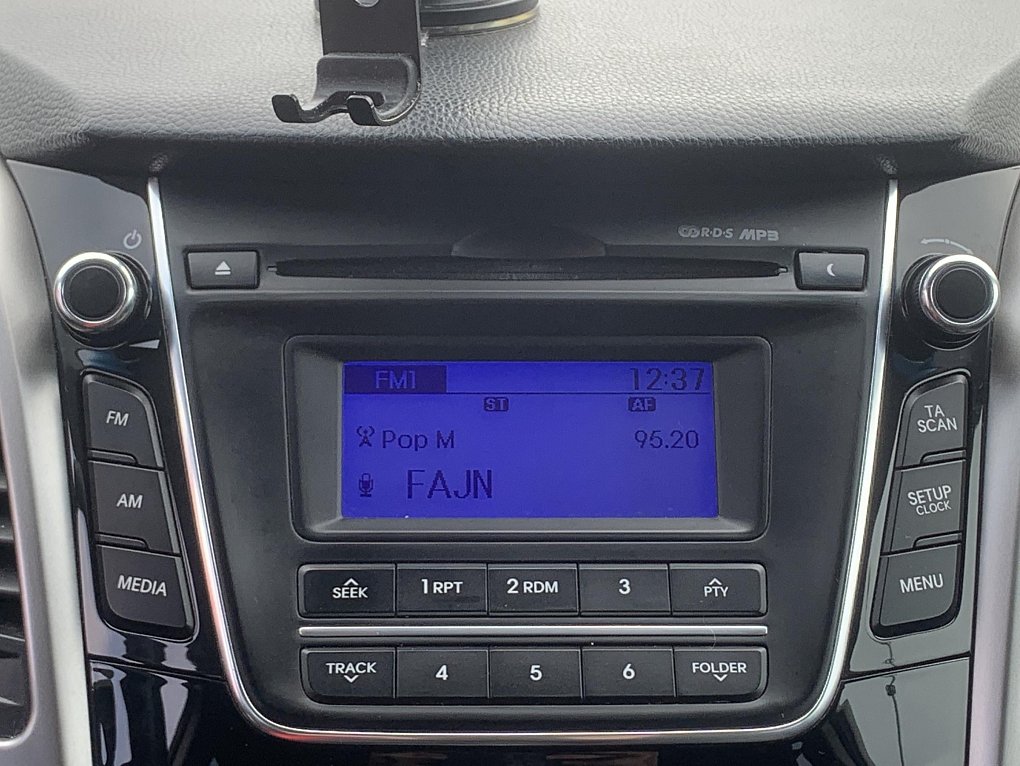 R·D·S MP3
FM1 12:37
ST AF
Pop M 95.20
FAJN
FM
AM
MEDIA
TA
SCAN
SETUP
CLOCK
MENU
SEEK 1 RPT 2 RDM 3 PTY
TRACK 4 5 6 FOLDER